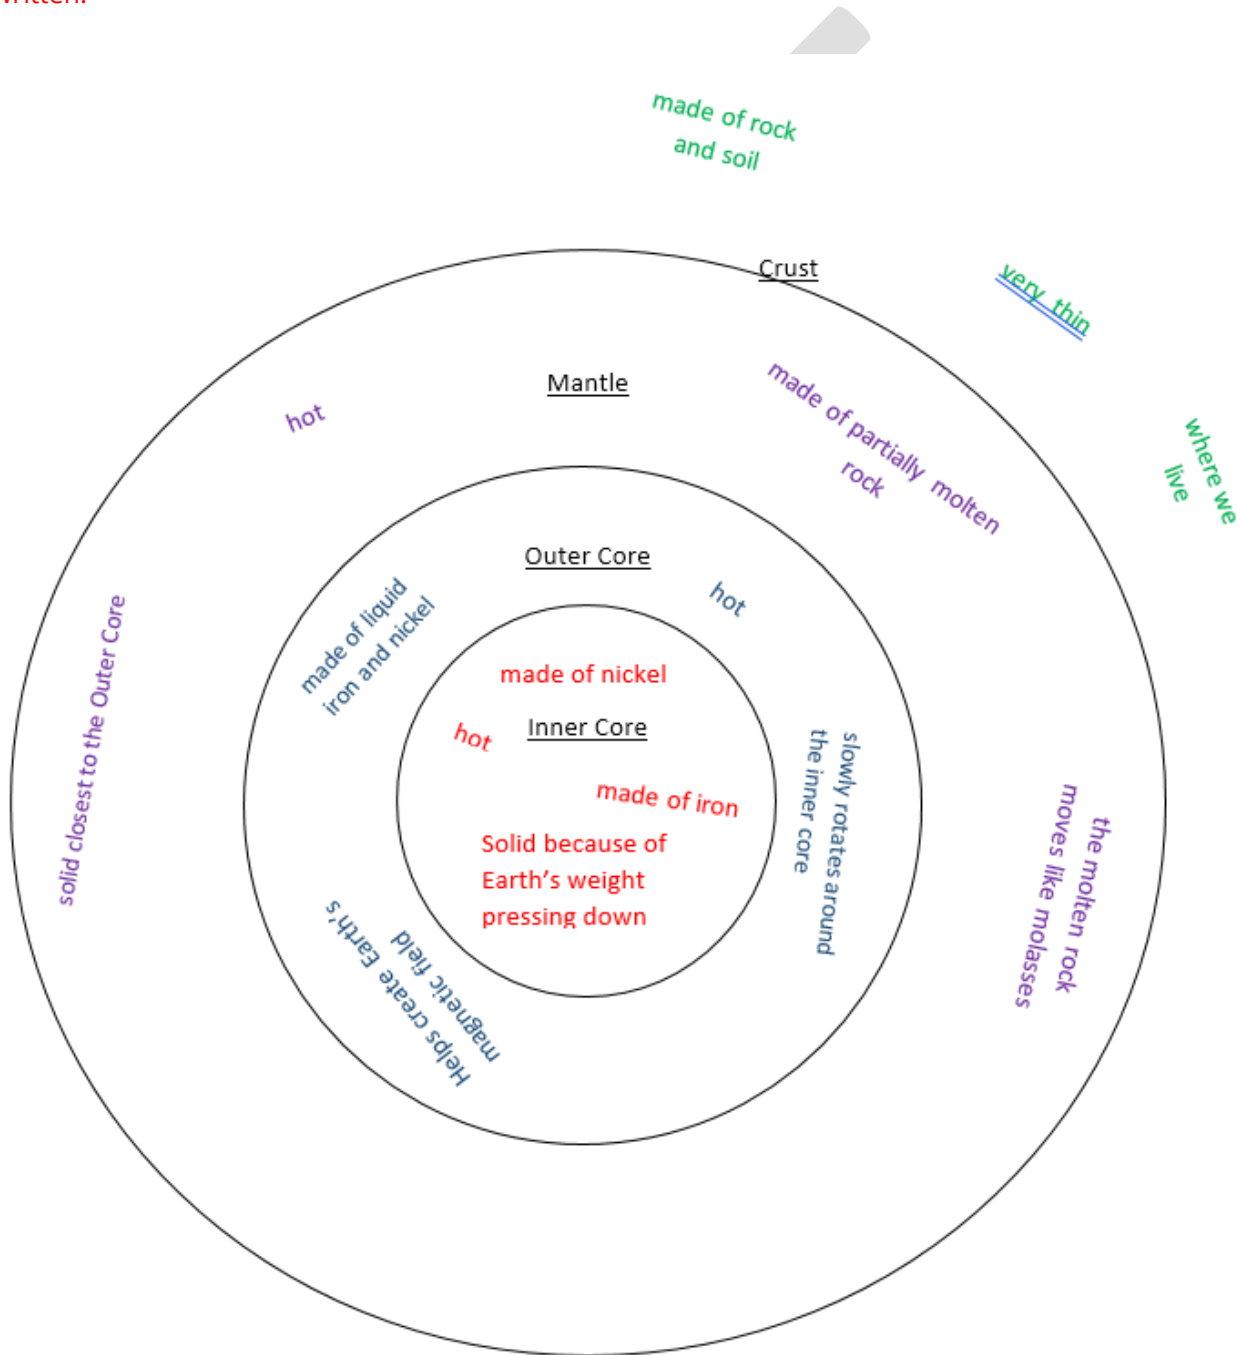 written.
made of rock
and soil
Crust
very thin
where we
live
Mantle
hot
made of partially molten
rock
solid closest to the Outer Core
the molten rock
moves like molasses
Outer Core
hot
made of liquid
iron and nickel
slowly rotates around
the inner core
Helps create Earth's
magnetic field
made of nickel
Inner Core
hot
made of iron
Solid because of
Earth's weight
pressing down